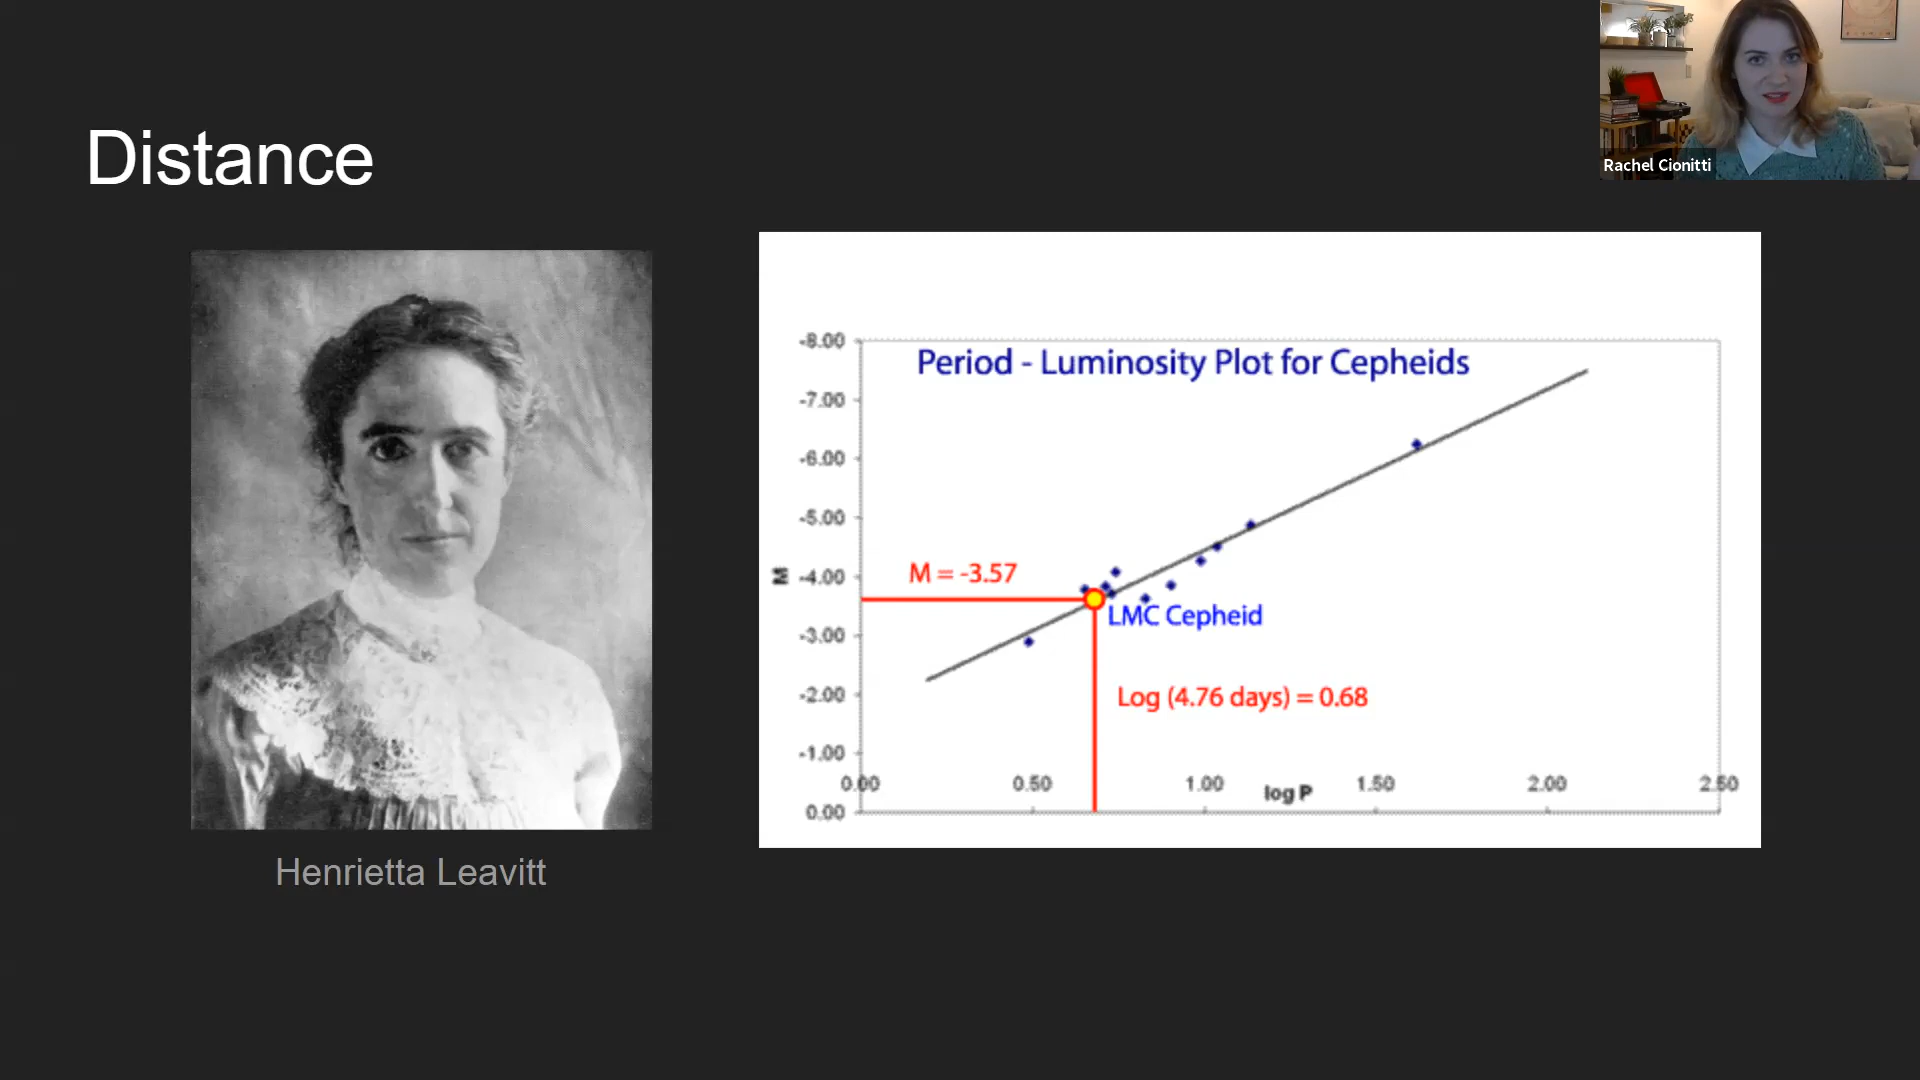 Distance
Rachel Cionitti
Henrietta Leavitt
Period - Luminosity Plot for Cepheids
-8.00
-7.00
-6.00
-5.00
-4.00
-3.00
-2.00
-1.00
0.00
M
M = -3.57
LMC Cepheid
Log (4.76 days) = 0.68
0.00 0.50 1.00 1.50 2.00 2.50
log P